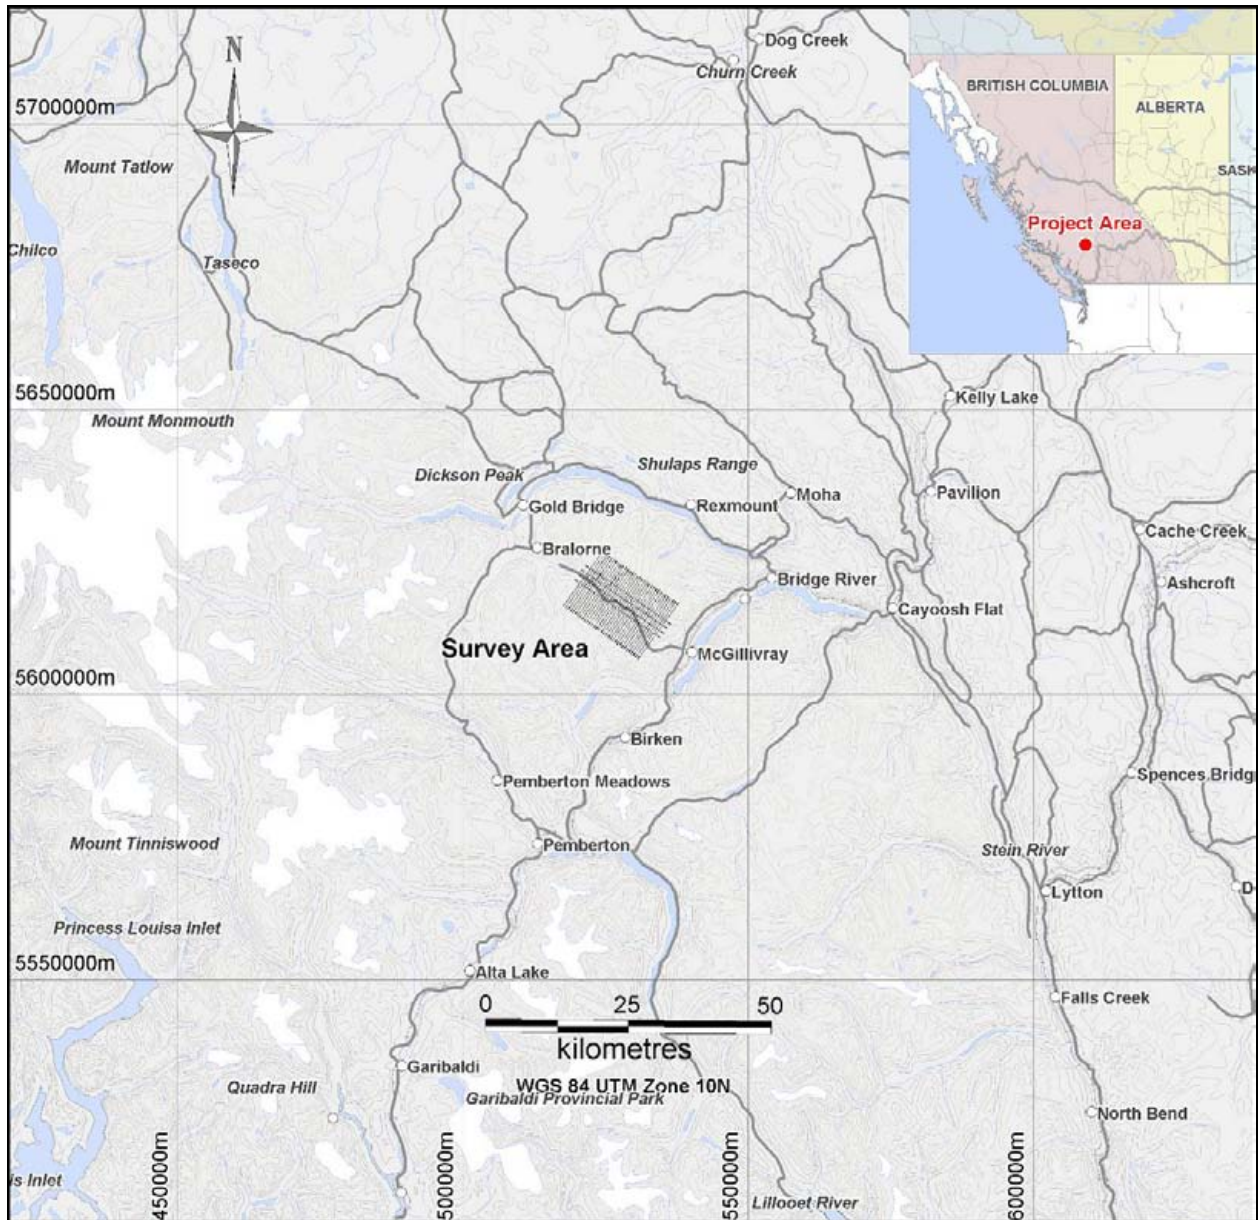 N
Dog Creek
Churn Creek
BRITISH COLUMBIA
ALBERTA
SASK
Project Area
5700000m
Mount Tatlow
Chilco
Taseco
5650000m
Kelly Lake
Mount Monmouth
Dickson Peak
Shulaps Range
Gold Bridge
Rexmount
Moha
Pavilion
Cache Creek
Bralorne
Bridge River
Ashcroft
Cayoosh Flat
Survey Area
McGillivray
5600000m
Birken
Pemberton Meadows
Spences Bridg
Mount Tinniswood
Pemberton
Stein River
Lytton
D
Princess Louisa Inlet
5550000m
Alta Lake
Falls Creek
0 25 50
kilometres
WGS 84 UTM Zone 10N
Garibaldi
Quadra Hill
Garibaldi Provincial Park
North Bend
is Inlet
450000m
500000m
550000m
600000m
Lillooet River